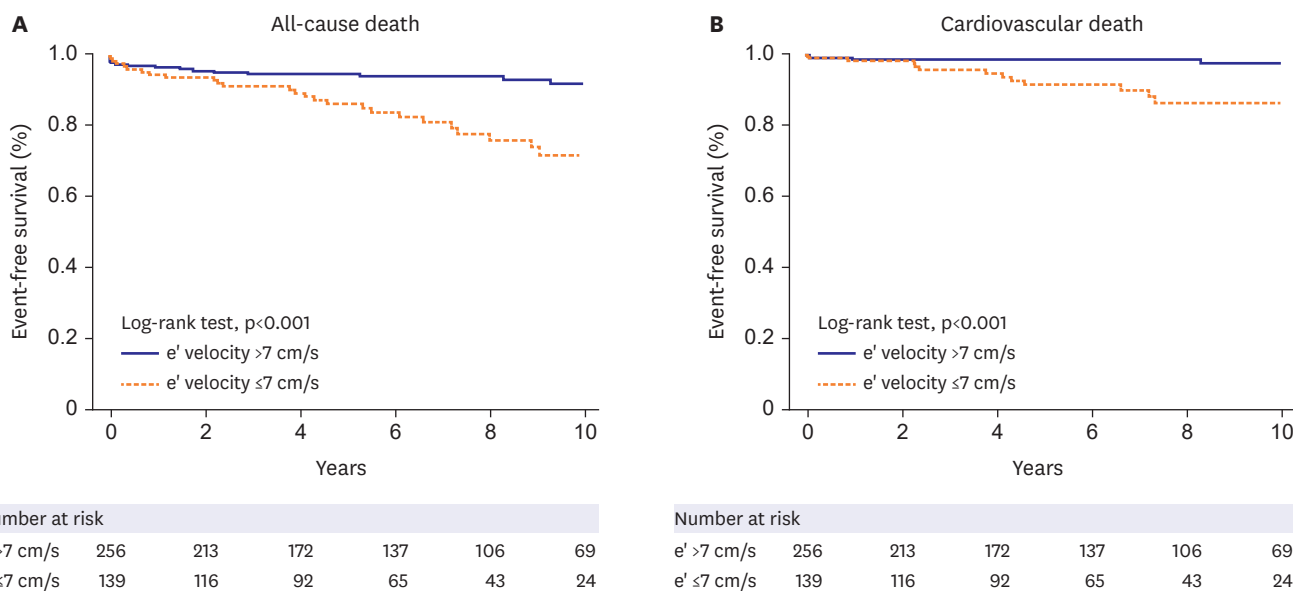 A All-cause death
Event-free survival (%)
1.0
0.8
0.6
0.4
0.2
0
Log-rank test, p<0.001
e' velocity >7 cm/s
e' velocity ≤7 cm/s
0 2 4 6 8 10
Years
umber at risk
>7 cm/s 256 213 172 137 106 69
≤7 cm/s 139 116 92 65 43 24
B Cardiovascular death
Event-free survival (%)
1.0
0.8
0.6
0.4
0.2
0
Log-rank test, p<0.001
e' velocity >7 cm/s
e' velocity ≤7 cm/s
0 2 4 6 8 10
Years
Number at risk
e' >7 cm/s 256 213 172 137 106 69
e' ≤7 cm/s 139 116 92 65 43 24